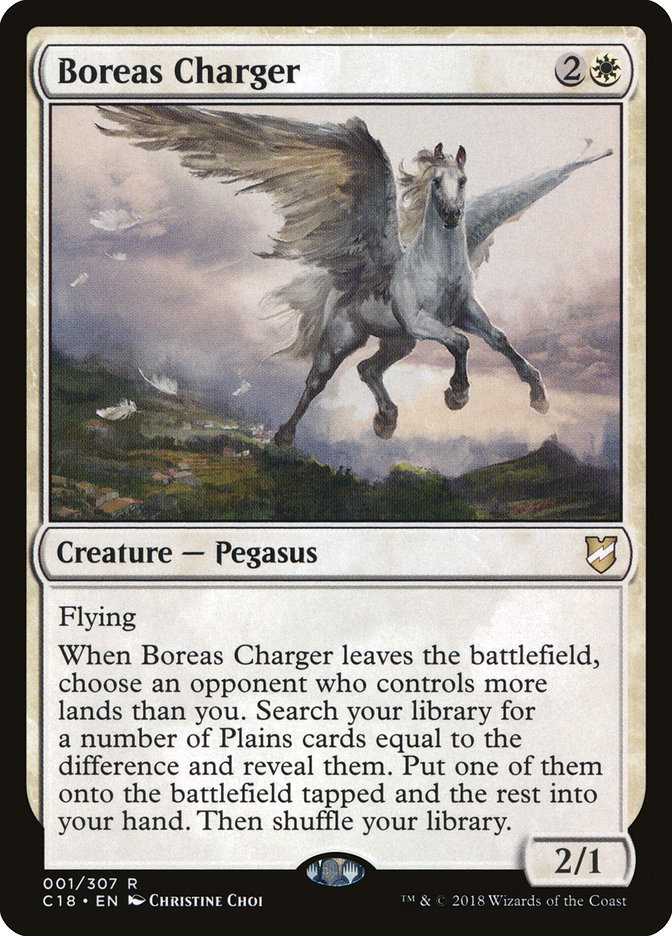 Boreas Charger 2
Creature — Pegasus
Flying
When Boreas Charger leaves the battlefield,
choose an opponent who controls more
lands than you. Search your library for
a number of Plains cards equal to the
difference and reveal them. Put one of them
onto the battlefield tapped and the rest into
your hand. Then shuffle your library.
2/1
001/307 R
C18 • EN Christine Choi
™ & © 2018 Wizards of the Coast